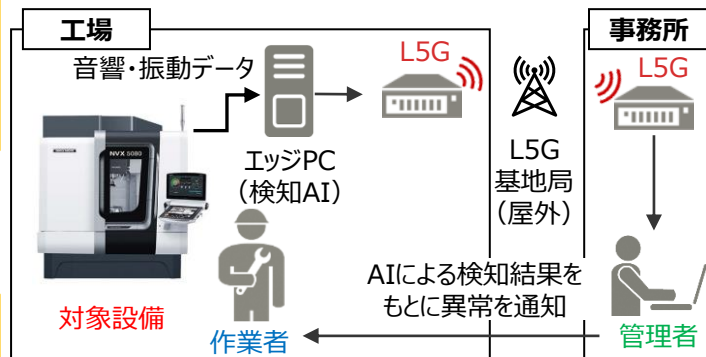 工場
事務所
音響・振動データ
L5G
L5G
NVX 5080
エッジPC
（検知AI）
L5G
基地局
（屋外）
AIによる検知結果を
もとに異常を通知
対象設備
作業者
管理者